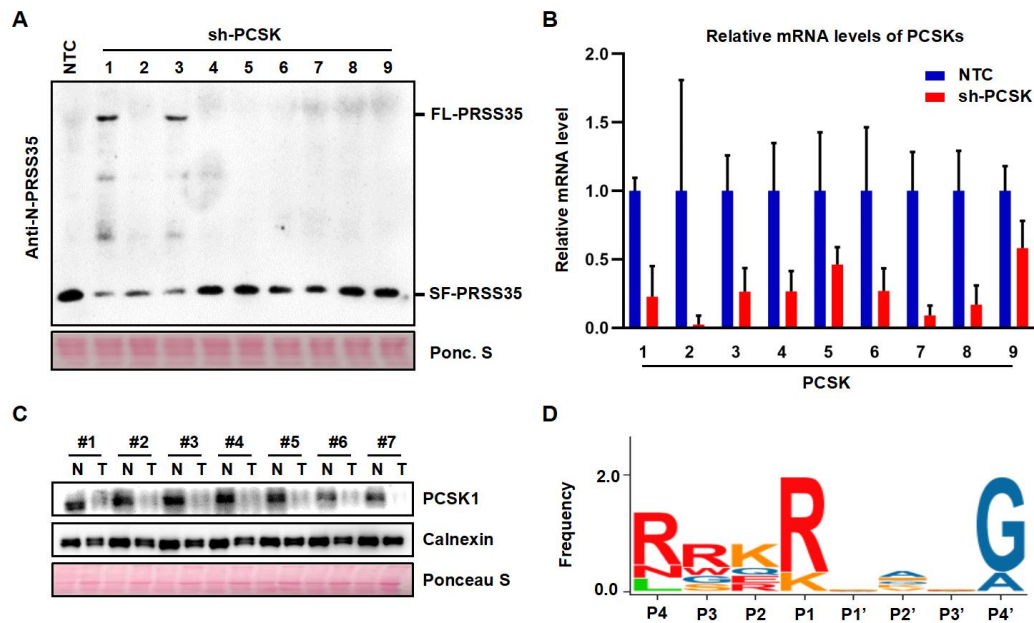 A
sh-PCSK
NTC 1 2 3 4 5 6 7 8 9
Anti-N-PRSS35
FL-PRSS35
SF-PRSS35
Ponc. S
B
Relative mRNA levels of PCSKs
NTC
sh-PCSK
Relative mRNA level
2.0
1.5
1.0
0.5
0.0
1 2 3 4 5 6 7 8 9
PCSK
C
#1 #2 #3 #4 #5 #6 #7
N T N T N T N T N T N T N T
PCSK1
Calnexin
Ponceau S
D
Frequency
2.0
0.0
R N L
R W G S
K Q E R
R K
A G
G A
P4 P3 P2 P1 P1' P2' P3' P4'